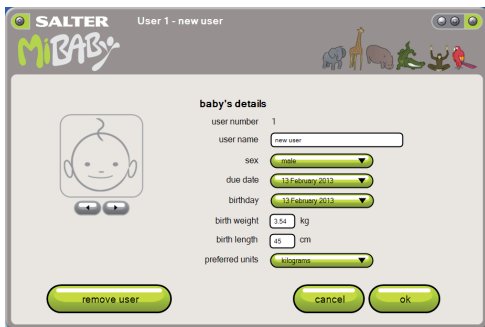 SALTER User 1 - new user
MiBABy
baby's details
user number 1
user name new user
sex male
due date 13 February 2013
birthday 13 February 2013
birth weight 3.54 kg
birth length 45 cm
preferred units kilograms
remove user cancel ok